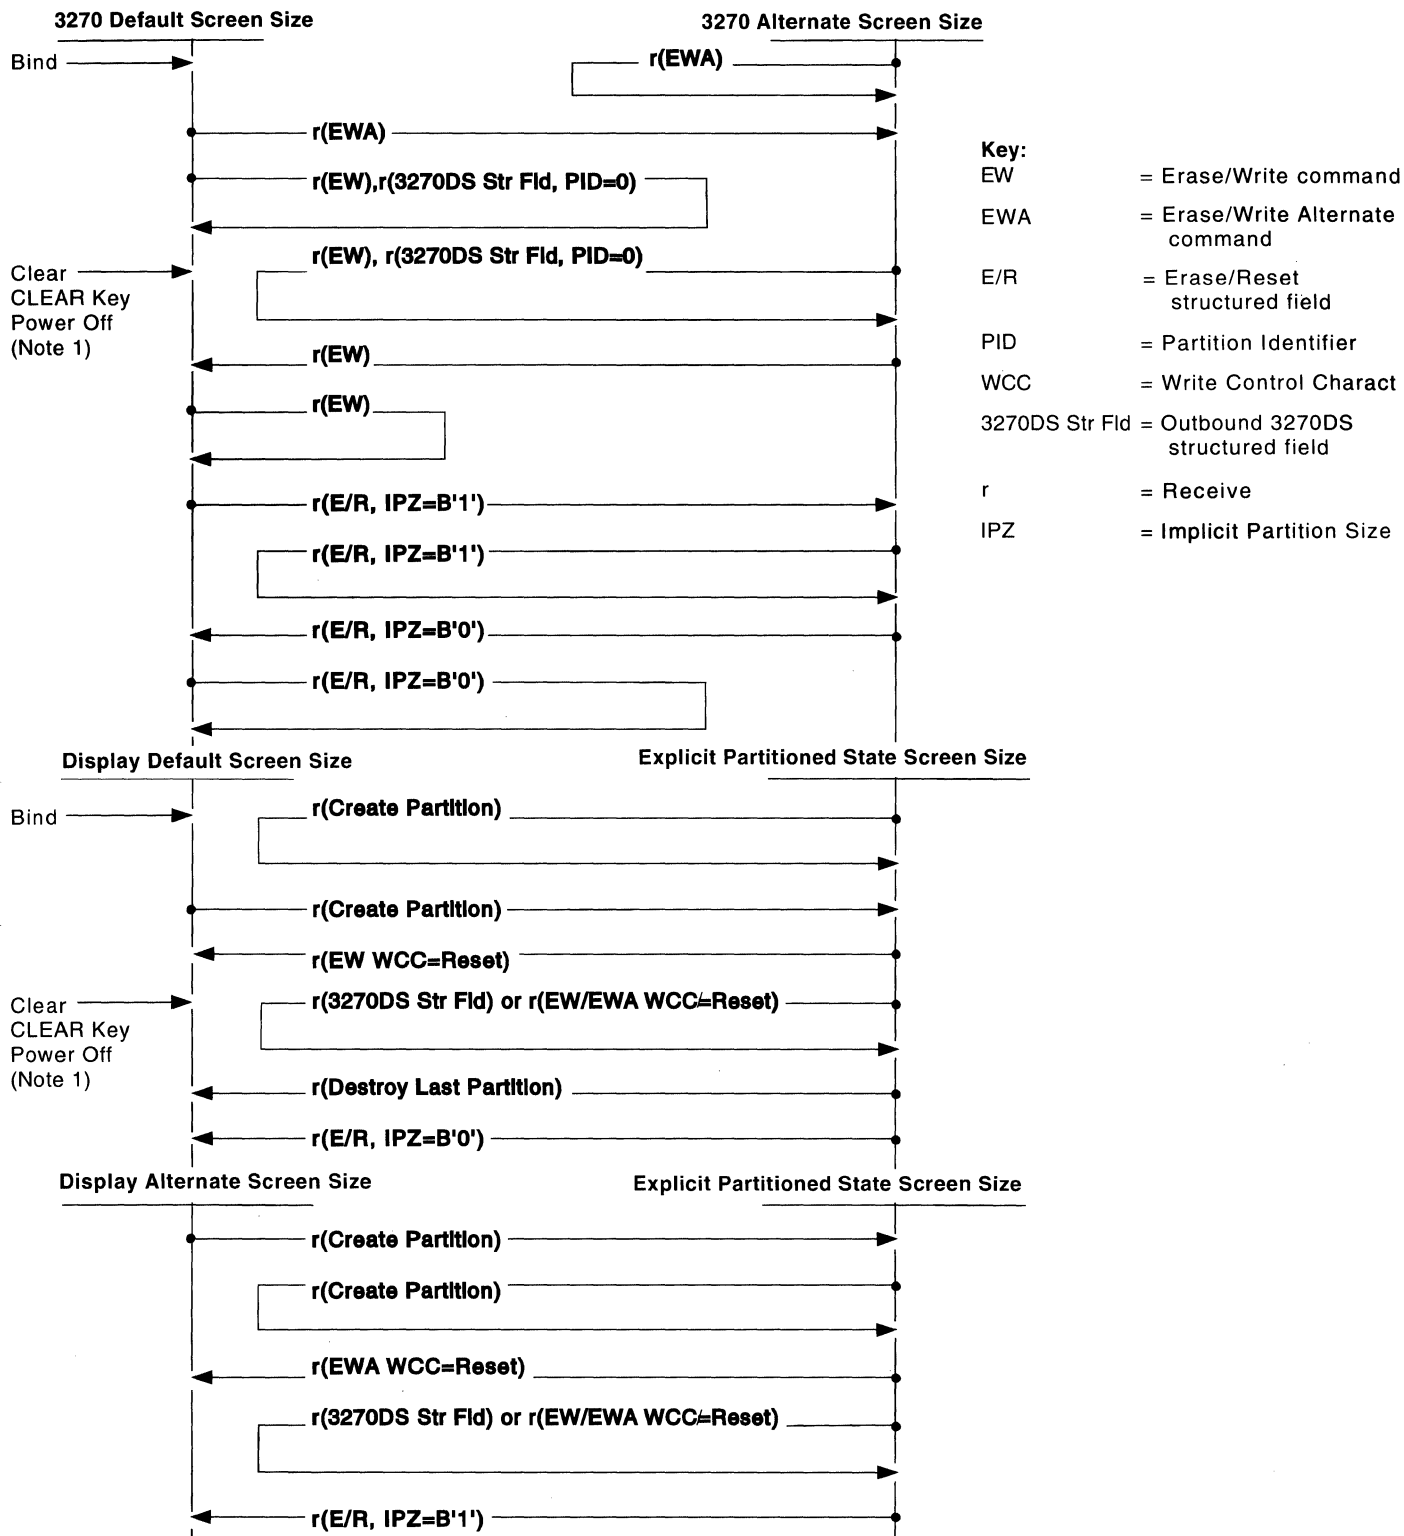 3270 Default Screen Size
3270 Alternate Screen Size
Bind
r(EWA)
r(EWA)
r(EW),r(3270DS Str Fld, PID=0)
r(EW), r(3270DS Str Fld, PID=0)
Clear
CLEAR Key
Power Off
(Note 1)
r(EW)
r(EW)
r(E/R, IPZ=B'1')
r(E/R, IPZ=B'1')
r(E/R, IPZ=B'0')
r(E/R, IPZ=B'0')
Key:
EW = Erase/Write command
EWA = Erase/Write Alternate
command
E/R = Erase/Reset
structured field
PID = Partition Identifier
WCC = Write Control Charact
3270DS Str Fld = Outbound 3270DS
structured field
r = Receive
IPZ = Implicit Partition Size
Display Default Screen Size
Explicit Partitioned State Screen Size
Bind
r(Create Partition)
r(Create Partition)
r(EW WCC=Reset)
Clear
CLEAR Key
Power Off
(Note 1)
r(3270DS Str Fld) or r(EW/EWA WCC≠Reset)
r(Destroy Last Partition)
r(E/R, IPZ=B'0')
Display Alternate Screen Size
Explicit Partitioned State Screen Size
r(Create Partition)
r(Create Partition)
r(EWA WCC=Reset)
r(3270DS Str Fld) or r(EW/EWA WCC≠Reset)
r(E/R, IPZ=B'1')